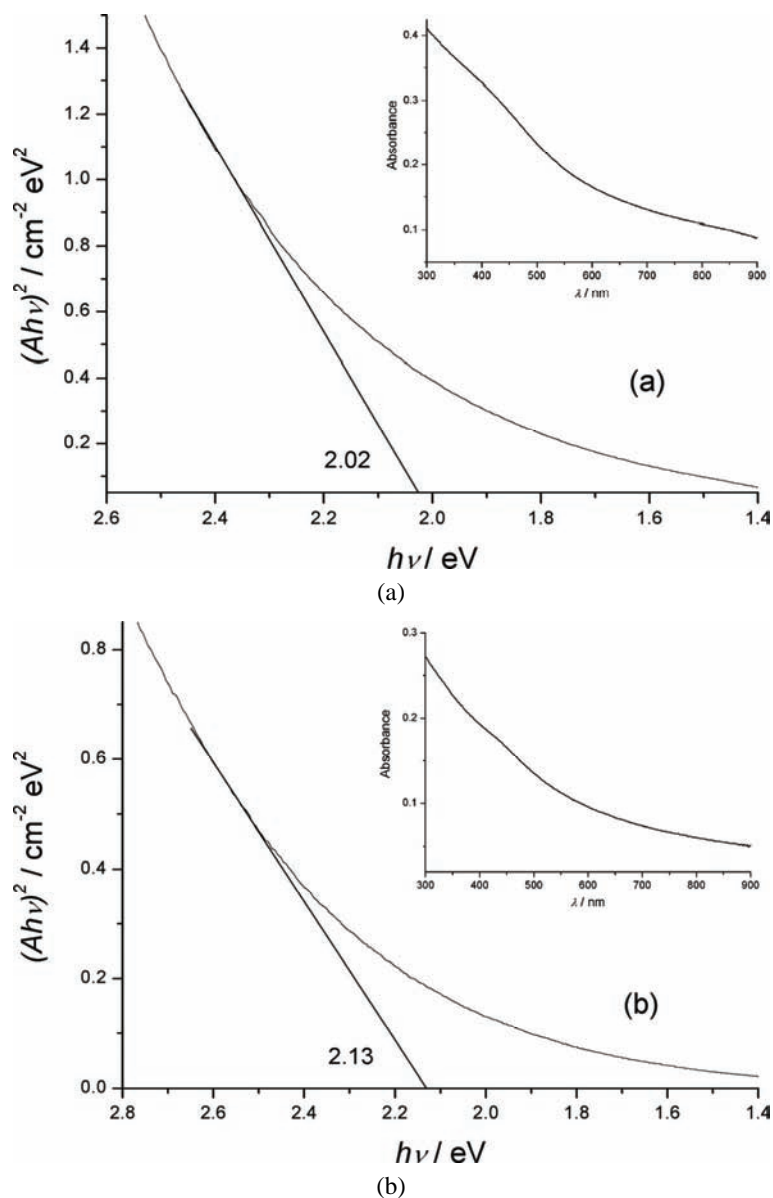 1.4
1.2
1.0
0.8
0.6
0.4
0.2
(Ahν)² / cm⁻² eV²
2.6 2.4 2.2 2.0 1.8 1.6 1.4
hν / eV
2.02
(a)
0.4
0.3
0.2
0.1
Absorbance
300 400 500 600 700 800 900
λ / nm
(a)
0.8
0.6
0.4
0.2
0.0
(Ahν)² / cm⁻² eV²
2.8 2.6 2.4 2.2 2.0 1.8 1.6 1.4
hν / eV
2.13
(b)
0.3
0.2
0.1
Absorbance
300 400 500 600 700 800 900
λ / nm
(b)